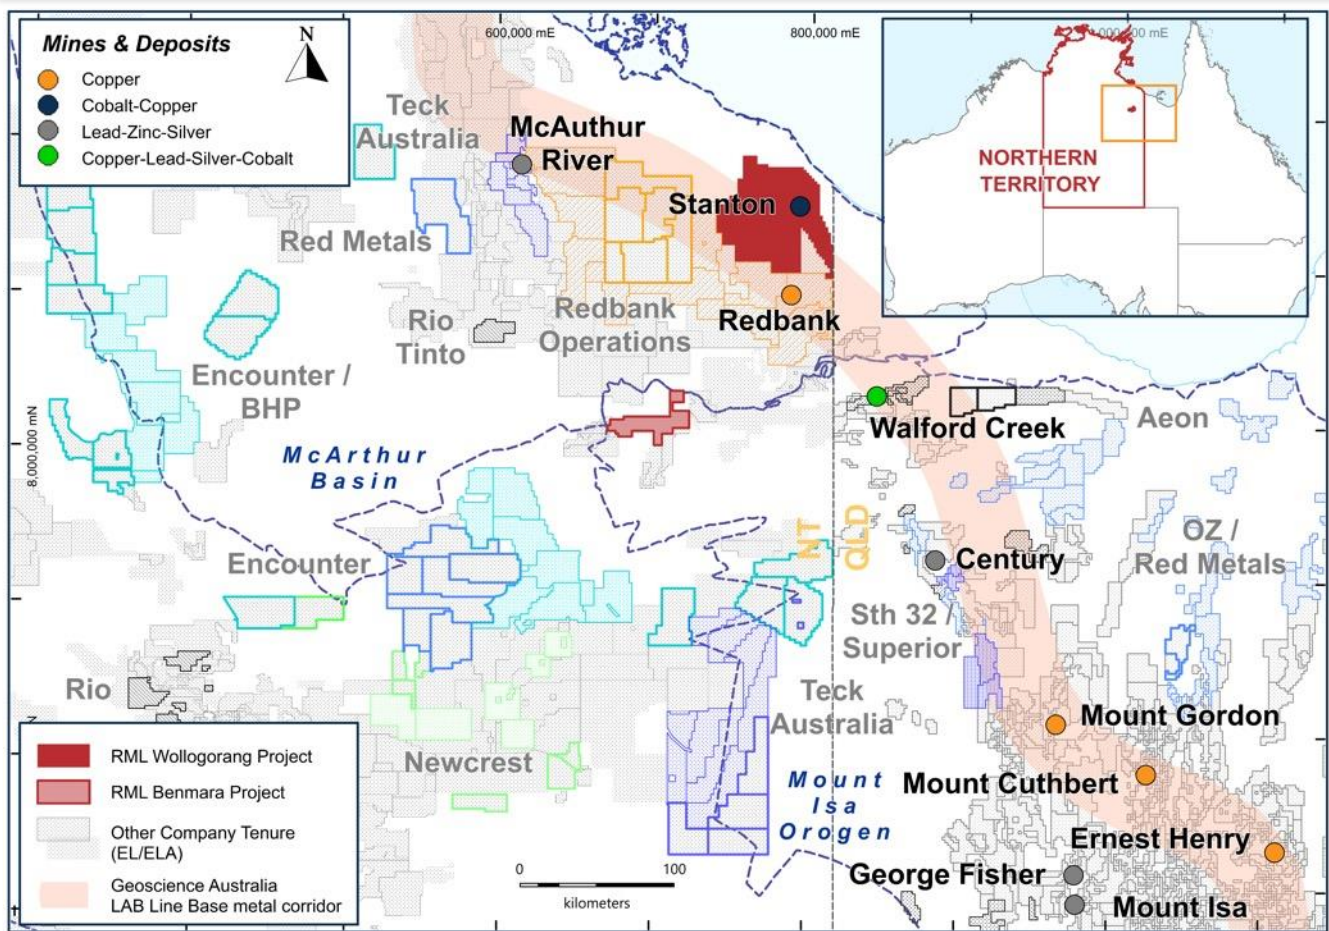 Mines & Deposits
N
Copper
Cobalt-Copper
Lead-Zinc-Silver
Copper-Lead-Silver-Cobalt
600,000 mE
800,000 mE
mE
NORTHERN
TERRITORY
Teck
Australia
McAuthur
River
Stanton
Red Metals
Redbank
Operations
Redbank
Rio
Tinto
Encounter /
BHP
8,000,000 mN
McArthur
Basin
Walford Creek
Aeon
NT
QLD
Encounter
Century
OZ /
Red Metals
Sth 32 /
Superior
Rio
Teck
Australia
Newcrest
Mount Gordon
Mount
Isa
Orogen
Mount Cuthbert
Ernest Henry
George Fisher
Mount Isa
RML Wollogorang Project
RML Benmara Project
Other Company Tenure
(EL/ELA)
Geoscience Australia
LAB Line Base metal corridor
0
100
kilometers